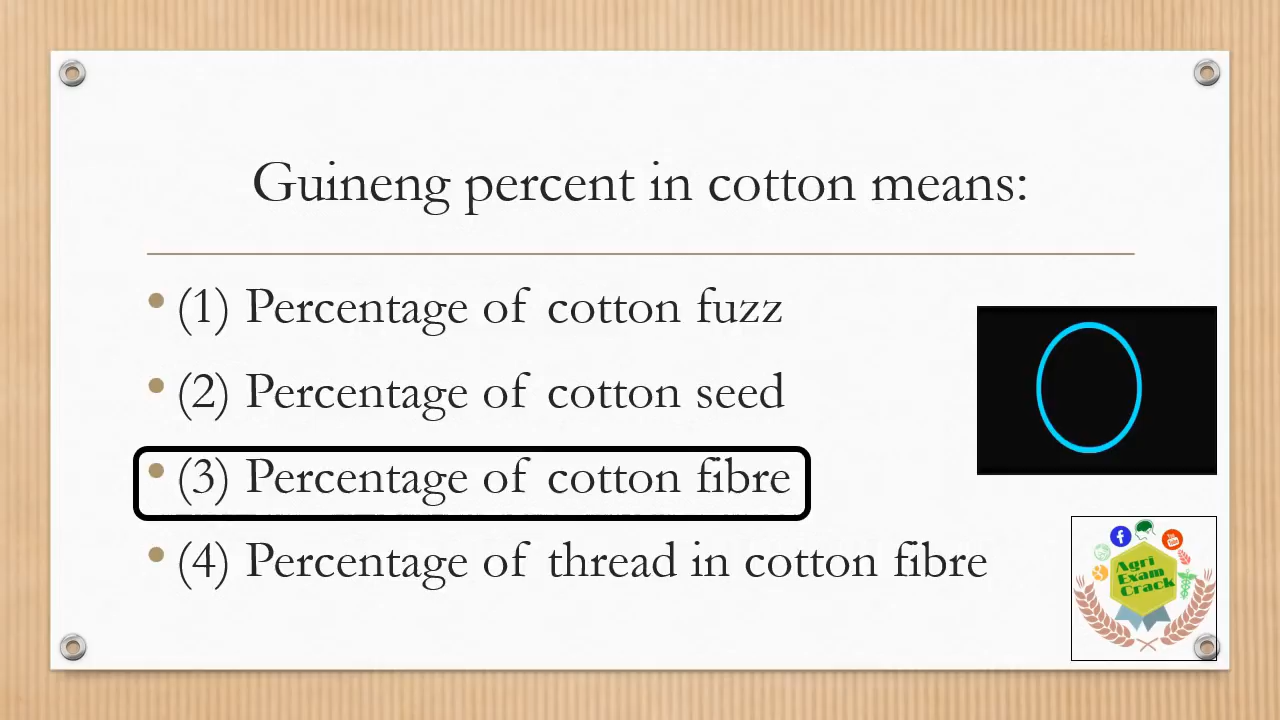 Guineng percent in cotton means:
• (1) Percentage of cotton fuzz
• (2) Percentage of cotton seed
• (3) Percentage of cotton fibre
• (4) Percentage of thread in cotton fibre
0
Agri
Exam
Crack